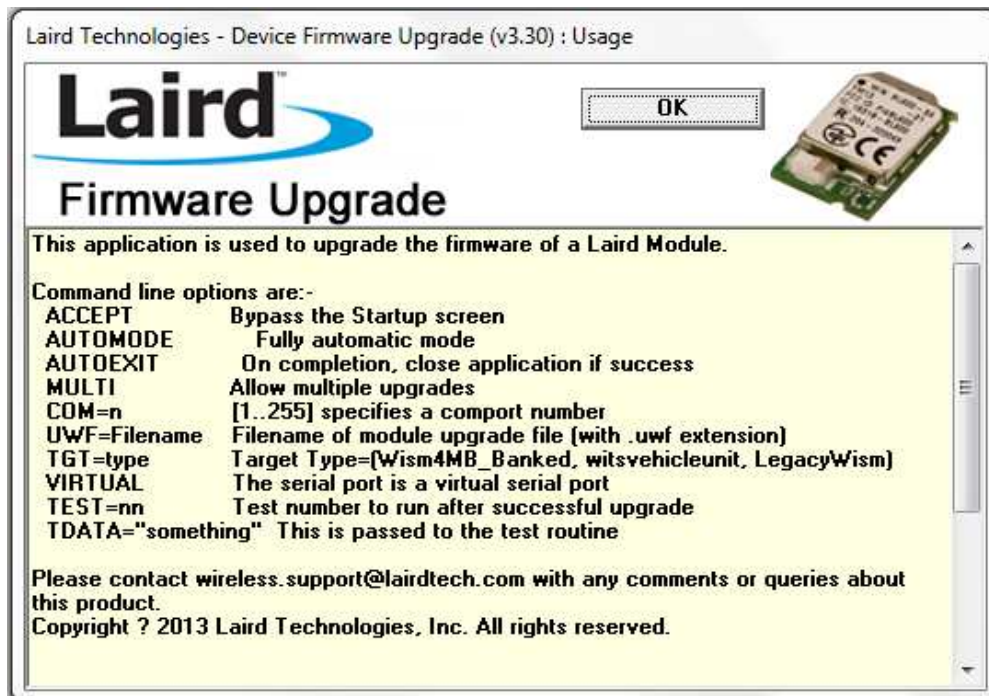 Laird Technologies - Device Firmware Upgrade (v3.30) : Usage
Laird™
OK
Firmware Upgrade
This application is used to upgrade the firmware of a Laird Module.
Command line options are:-
ACCEPT Bypass the Startup screen
AUTOMODE Fully automatic mode
AUTOEXIT On completion, close application if success
MULTI Allow multiple upgrades
COM=n [1..255] specifies a comport number
UWF=Filename Filename of module upgrade file (with .uwf extension)
TGT=type Target Type=(Wism4MB_Banked, witsvehicleunit, LegacyWism)
VIRTUAL The serial port is a virtual serial port
TEST=nn Test number to run after successful upgrade
TDATA="something" This is passed to the test routine
Please contact wireless.support@lairdtech.com with any comments or queries about
this product.
Copyright ? 2013 Laird Technologies, Inc. All rights reserved.